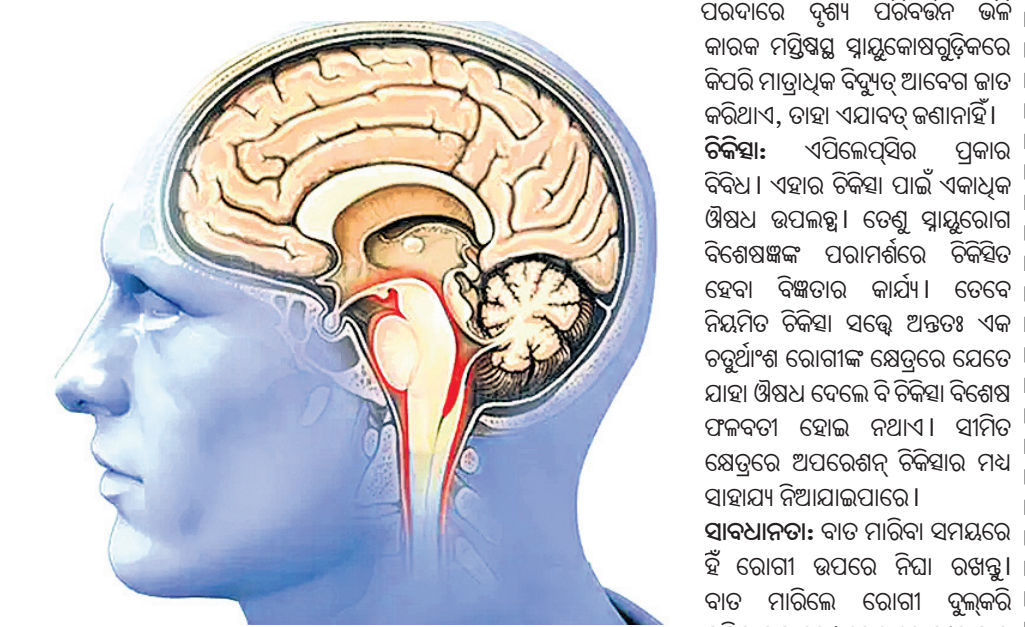 ପରଦାରେ ଦୃଶ୍ୟ ପରିବର୍ତ୍ତନ ଭଳି
କାରକ ମସ୍ତିଷ୍କସ୍ଥ ସ୍ନାୟୁକୋଷଗୁଡ଼ିକରେ
କିପରି ମାତ୍ରାଧିକ ବିଦ୍ୟୁତ୍ ଆବେଗ ଜାତ
କରିଥାଏ, ତାହା ଏଯାବତ୍ ଜଣାନାହିଁ।
ଚିକିତ୍ସା: ଏପିଲେପ୍‌ସିର ପ୍ରକାର
ବିବିଧ। ଏହାର ଚିକିତ୍ସା ପାଇଁ ଏକାଧିକ
ଔଷଧ ଉପଲବ୍ଧ। ତେଣୁ ସ୍ନାୟୁରୋଗ
ବିଶେଷଜ୍ଞଙ୍କ ପରାମର୍ଶରେ ଚିକିତ୍ସିତ
ହେବା ବିଜ୍ଞତାର କାର୍ଯ୍ୟ। ତେବେ
ନିୟମିତ ଚିକିତ୍ସା ସତ୍ତ୍ୱେ ଅନ୍ତତଃ ଏକ
ଚତୁର୍ଥାଂଶ ରୋଗୀଙ୍କ କ୍ଷେତ୍ରରେ ଯେତେ
ଯାହା ଔଷଧ ଦେଲେ ବି ଚିକିତ୍ସା ବିଶେଷ
ଫଳବତୀ ହୋଇ ନଥାଏ। ସୀମିତ
କ୍ଷେତ୍ରରେ ଅପରେଶନ୍ ଚିକିତ୍ସାର ମଧ୍ୟ
ସାହାଯ୍ୟ ନିଆଯାଇପାରେ।
ସାବଧାନତା: ବାତ ମାରିବା ସମୟରେ
ହିଁ ରୋଗୀ ଉପରେ ନିଘା ରଖନ୍ତୁ।
ବାତ ମାରିଲେ ରୋଗୀ ଦୁଲ୍‌କରି